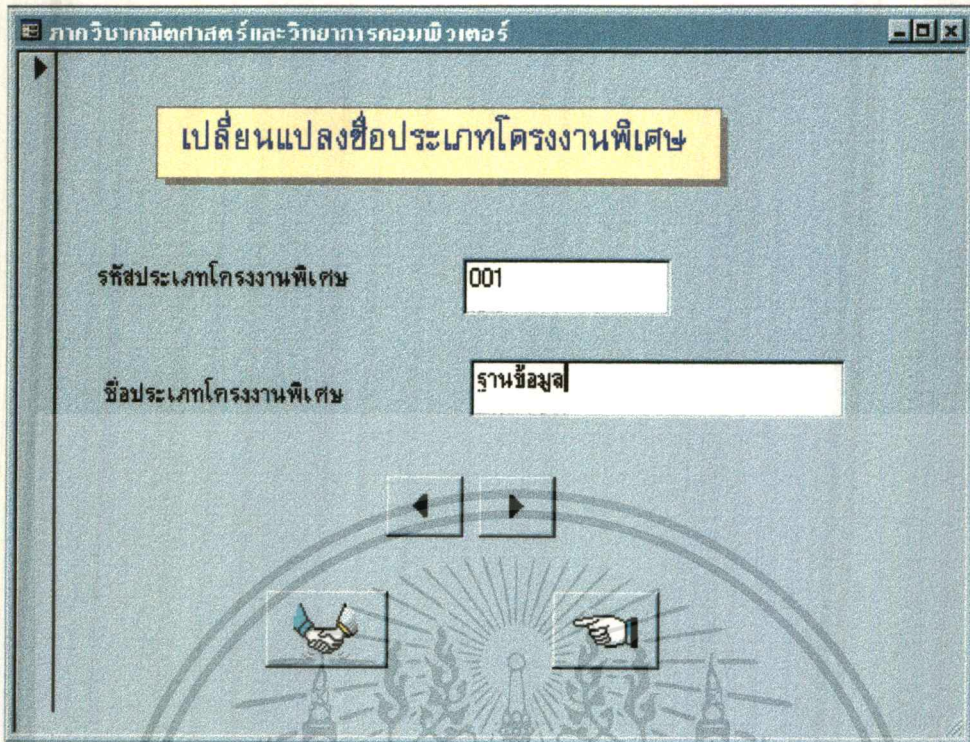 ภาควิชาคณิตศาสตร์และวิทยาการคอมพิวเตอร์
เปลี่ยนแปลงชื่อประเภทโครงงานพิเศษ
รหัสประเภทโครงงานพิเศษ
001
ชื่อประเภทโครงงานพิเศษ
ฐานข้อมูล